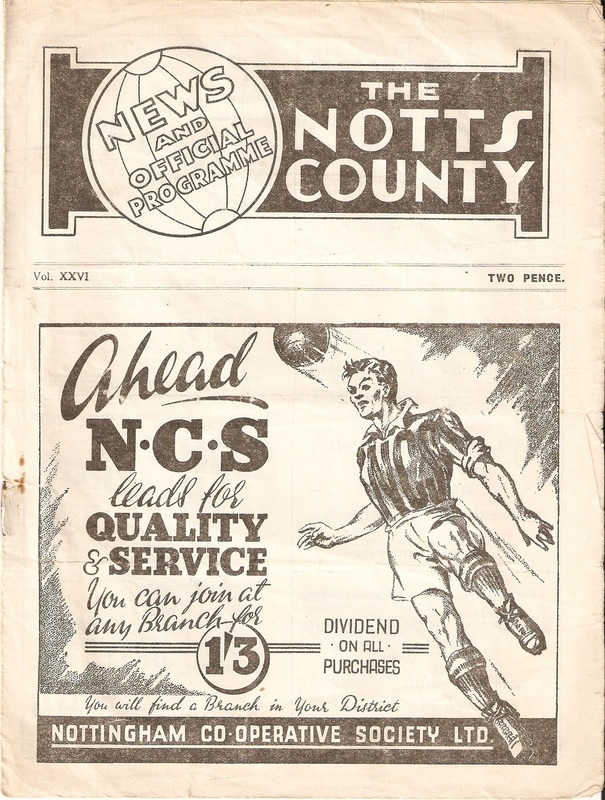 NEWS
AND
OFFICIAL
PROGRAMME
THE
NOTTS
COUNTY
Vol. XXVI
TWO PENCE.
Ahead
N·C·S
leads for
QUALITY
& SERVICE
You can join at
any Branch for
1'3
NCS
DIVIDEND
· ON ALL ·
PURCHASES
You will find a Branch in Your District
NOTTINGHAM CO-OPERATIVE SOCIETY LTD.